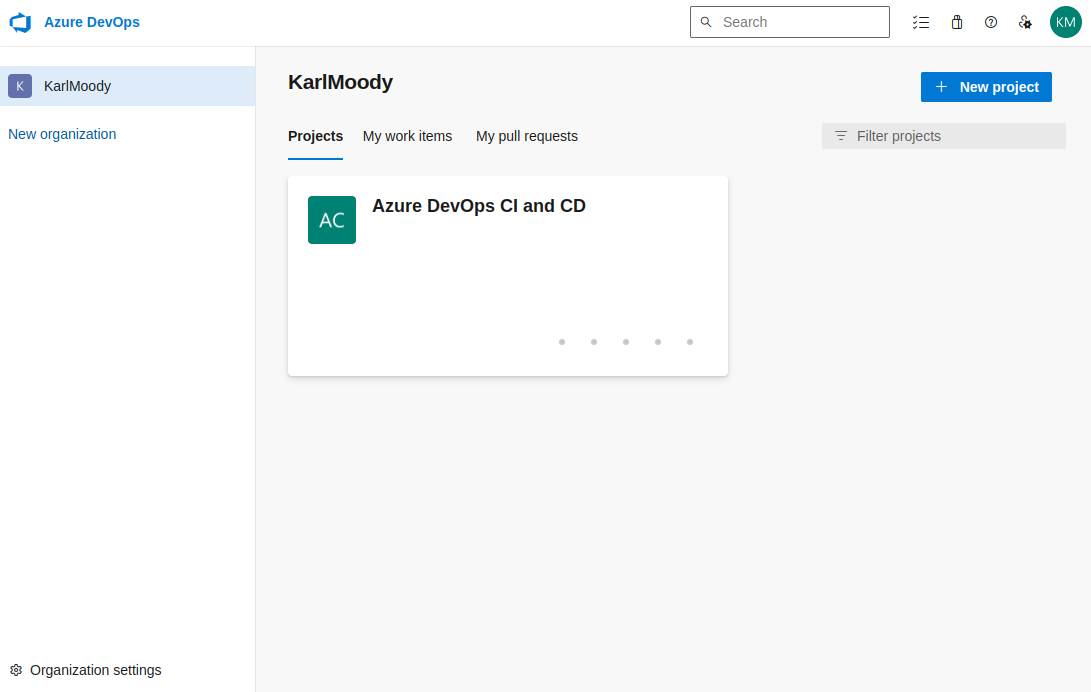 Azure DevOps
Search
KM
K
KarlMoody
New organization
KarlMoody
New project
Projects
My work items
My pull requests
Filter projects
AC
Azure DevOps CI and CD
Organization settings